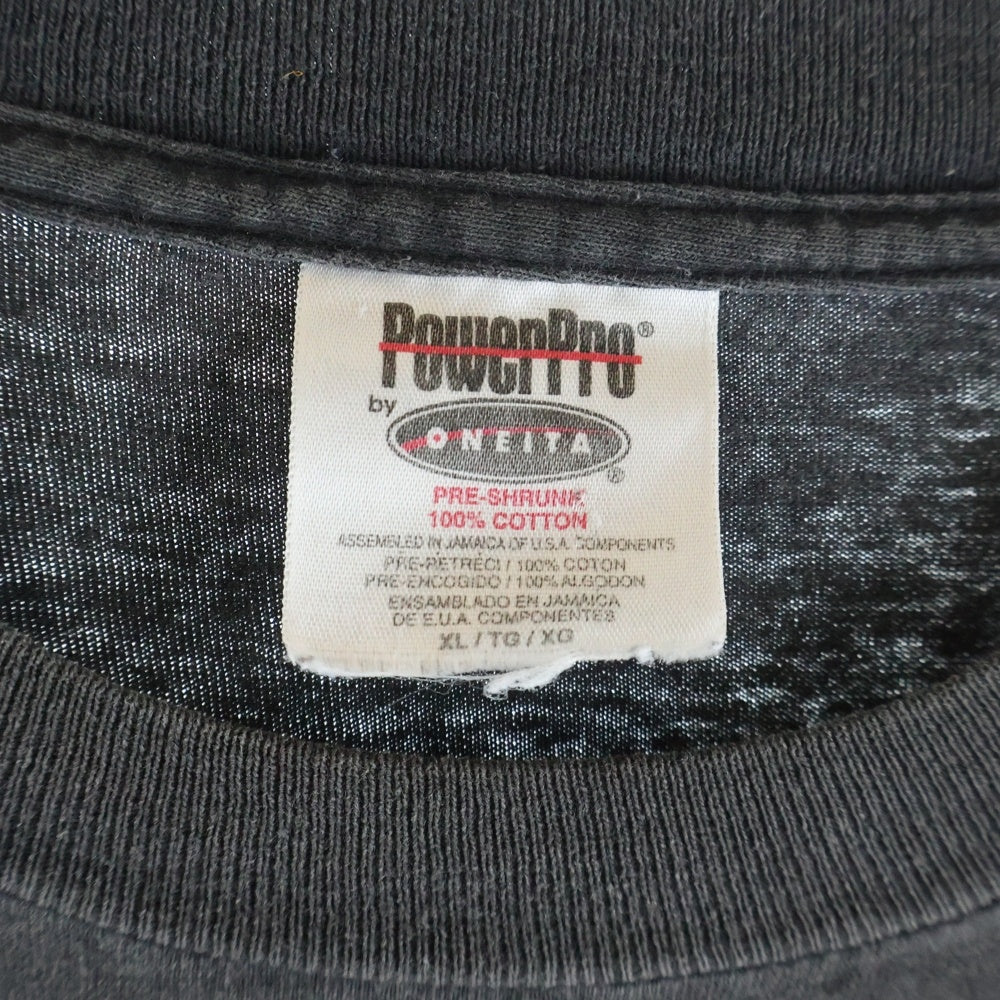 PowerPro®
by ONEITA®
PRE-SHRUNK
100% COTTON
ASSEMBLED IN JAMAICA OF U.S.A. COMPONENTS
PRE-RETRÉCI / 100% COTON
PRE-ENCOGIDO / 100% ALGODON
ENSAMBLADO EN JAMAICA
DE E.U.A. COMPONENTES
XL / TG / XG